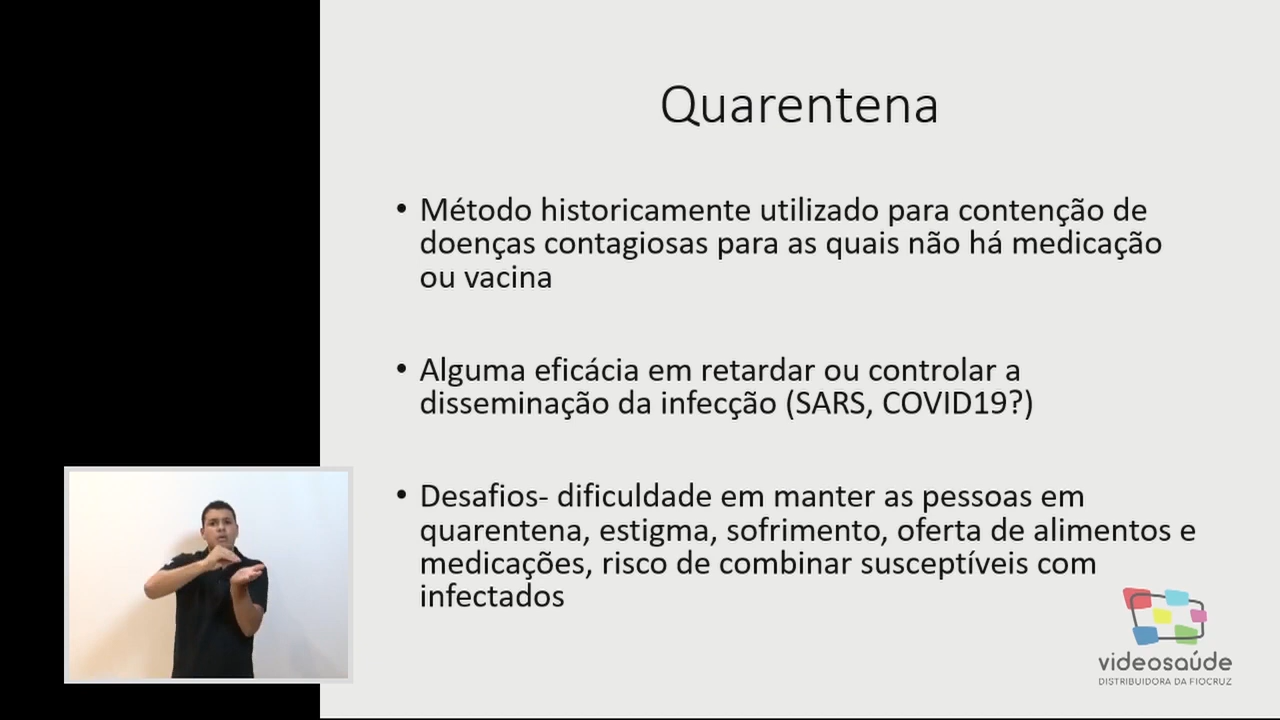 Quarentena
• Método historicamente utilizado para contenção de
doenças contagiosas para as quais não há medicação
ou vacina
• Alguma eficácia em retardar ou controlar a
disseminação da infecção (SARS, COVID19?)
• Desafios- dificuldade em manter as pessoas em
quarentena, estigma, sofrimento, oferta de alimentos e
medicações, risco de combinar susceptíveis com
infectados
videosaúde
DISTRIBUIDORA DA FIOCRUZ